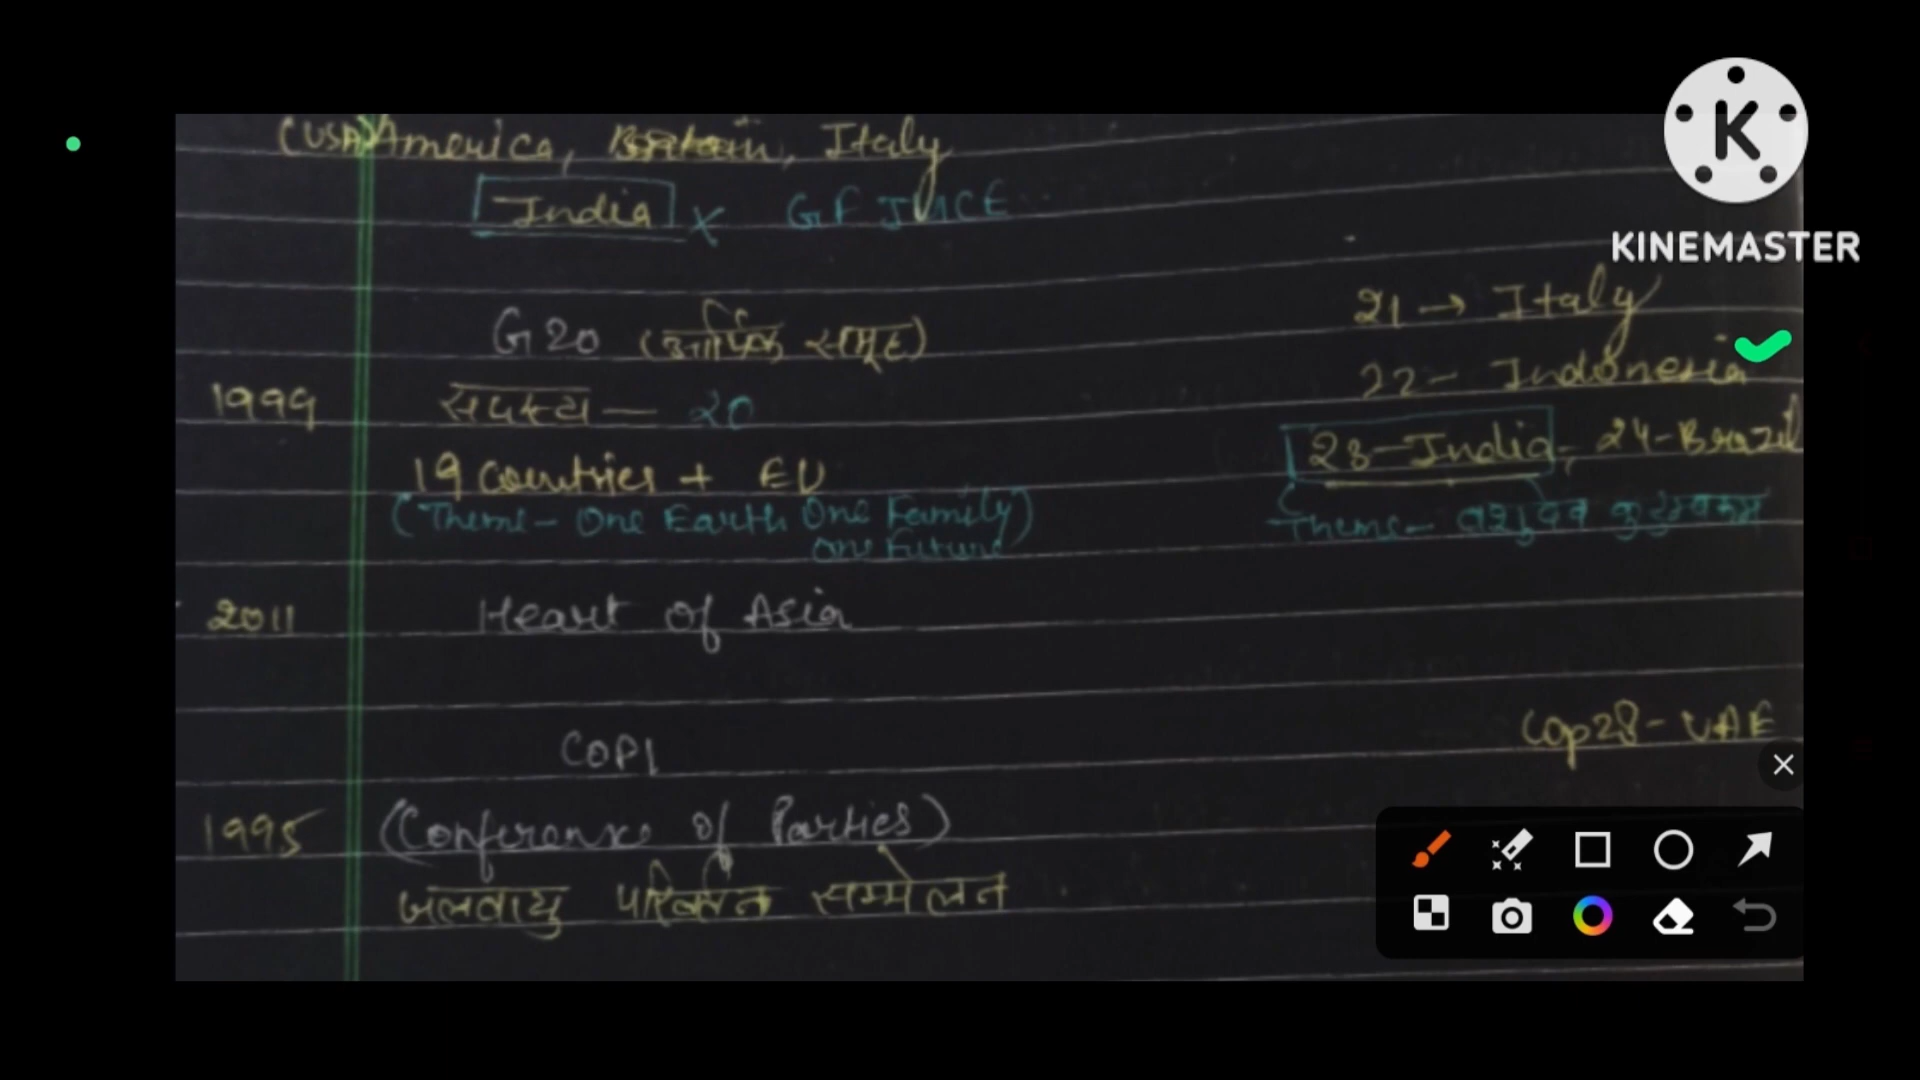 (USA)America, Britain, Italy
India x GF JUICE
KINEMASTER
21 → Italy
G20 (आर्थिक समूह)
22- Indonesia
1999 सदस्य — 20
23-India, 24-Brazil
19 Countries + EU
(Theme- One Earth One Family)
One Future
Theme- वसुधैव कुटुम्बकम
2011 Heart of Asia
Cop28- UAE
COP1
1995 (Conference of Parties)
जलवायु परिवर्तन सम्मेलन